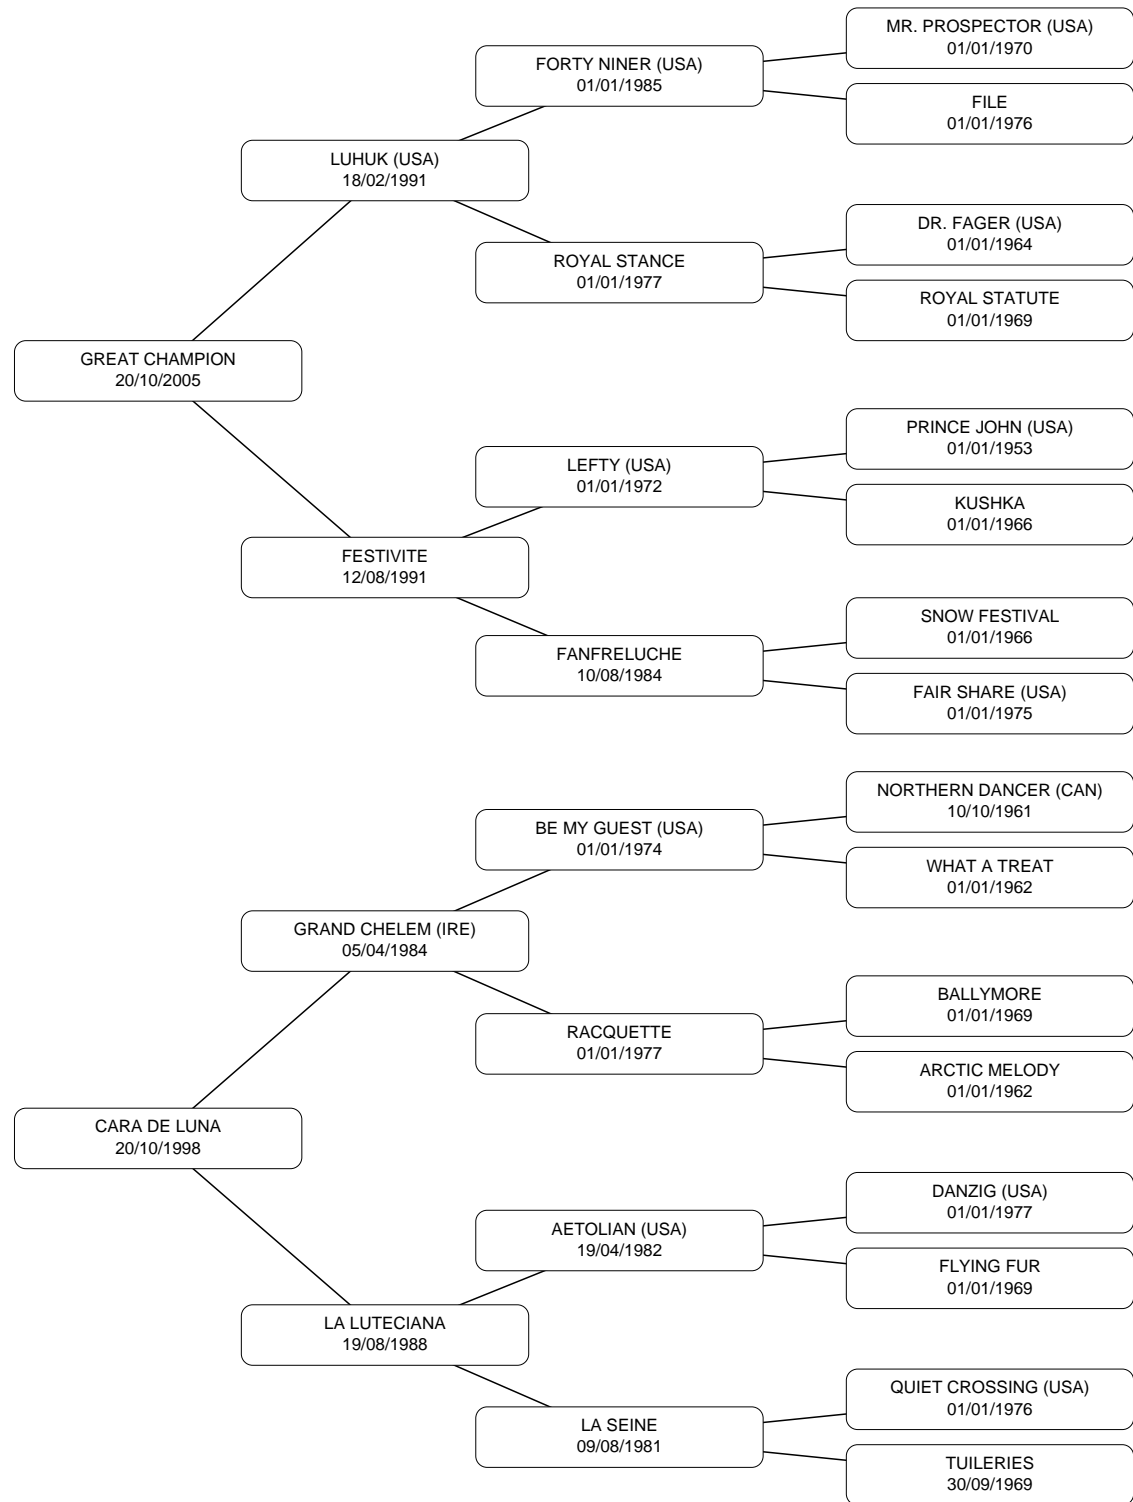 MR. PROSPECTOR (USA)
01/01/1970
FORTY NINER (USA)
01/01/1985
FILE
01/01/1976
LUHUK (USA)
18/02/1991
DR. FAGER (USA)
01/01/1964
ROYAL STANCE
01/01/1977
ROYAL STATUTE
01/01/1969
GREAT CHAMPION
20/10/2005
PRINCE JOHN (USA)
01/01/1953
LEFTY (USA)
01/01/1972
KUSHKA
01/01/1966
FESTIVITE
12/08/1991
SNOW FESTIVAL
01/01/1966
FANFRELUCHE
10/08/1984
FAIR SHARE (USA)
01/01/1975
NORTHERN DANCER (CAN)
10/10/1961
BE MY GUEST (USA)
01/01/1974
WHAT A TREAT
01/01/1962
GRAND CHELEM (IRE)
05/04/1984
BALLYMORE
01/01/1969
RACQUETTE
01/01/1977
ARCTIC MELODY
01/01/1962
CARA DE LUNA
20/10/1998
DANZIG (USA)
01/01/1977
AETOLIAN (USA)
19/04/1982
FLYING FUR
01/01/1969
LA LUTECIANA
19/08/1988
QUIET CROSSING (USA)
01/01/1976
LA SEINE
09/08/1981
TUILERIES
30/09/1969